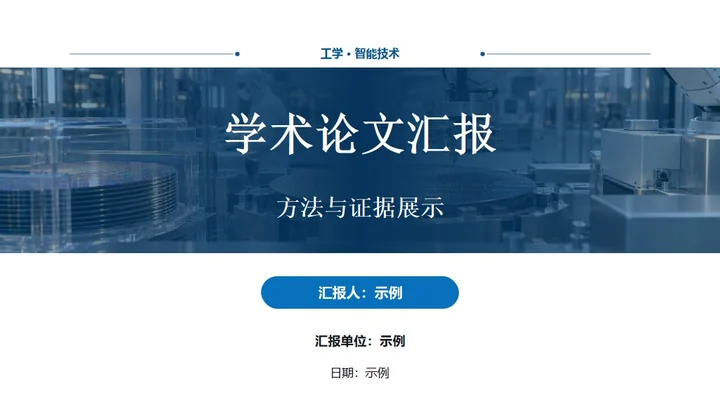 工学·智能技术
学术论文汇报
方法与证据展示
汇报人：示例
汇报单位：示例
日期：示例